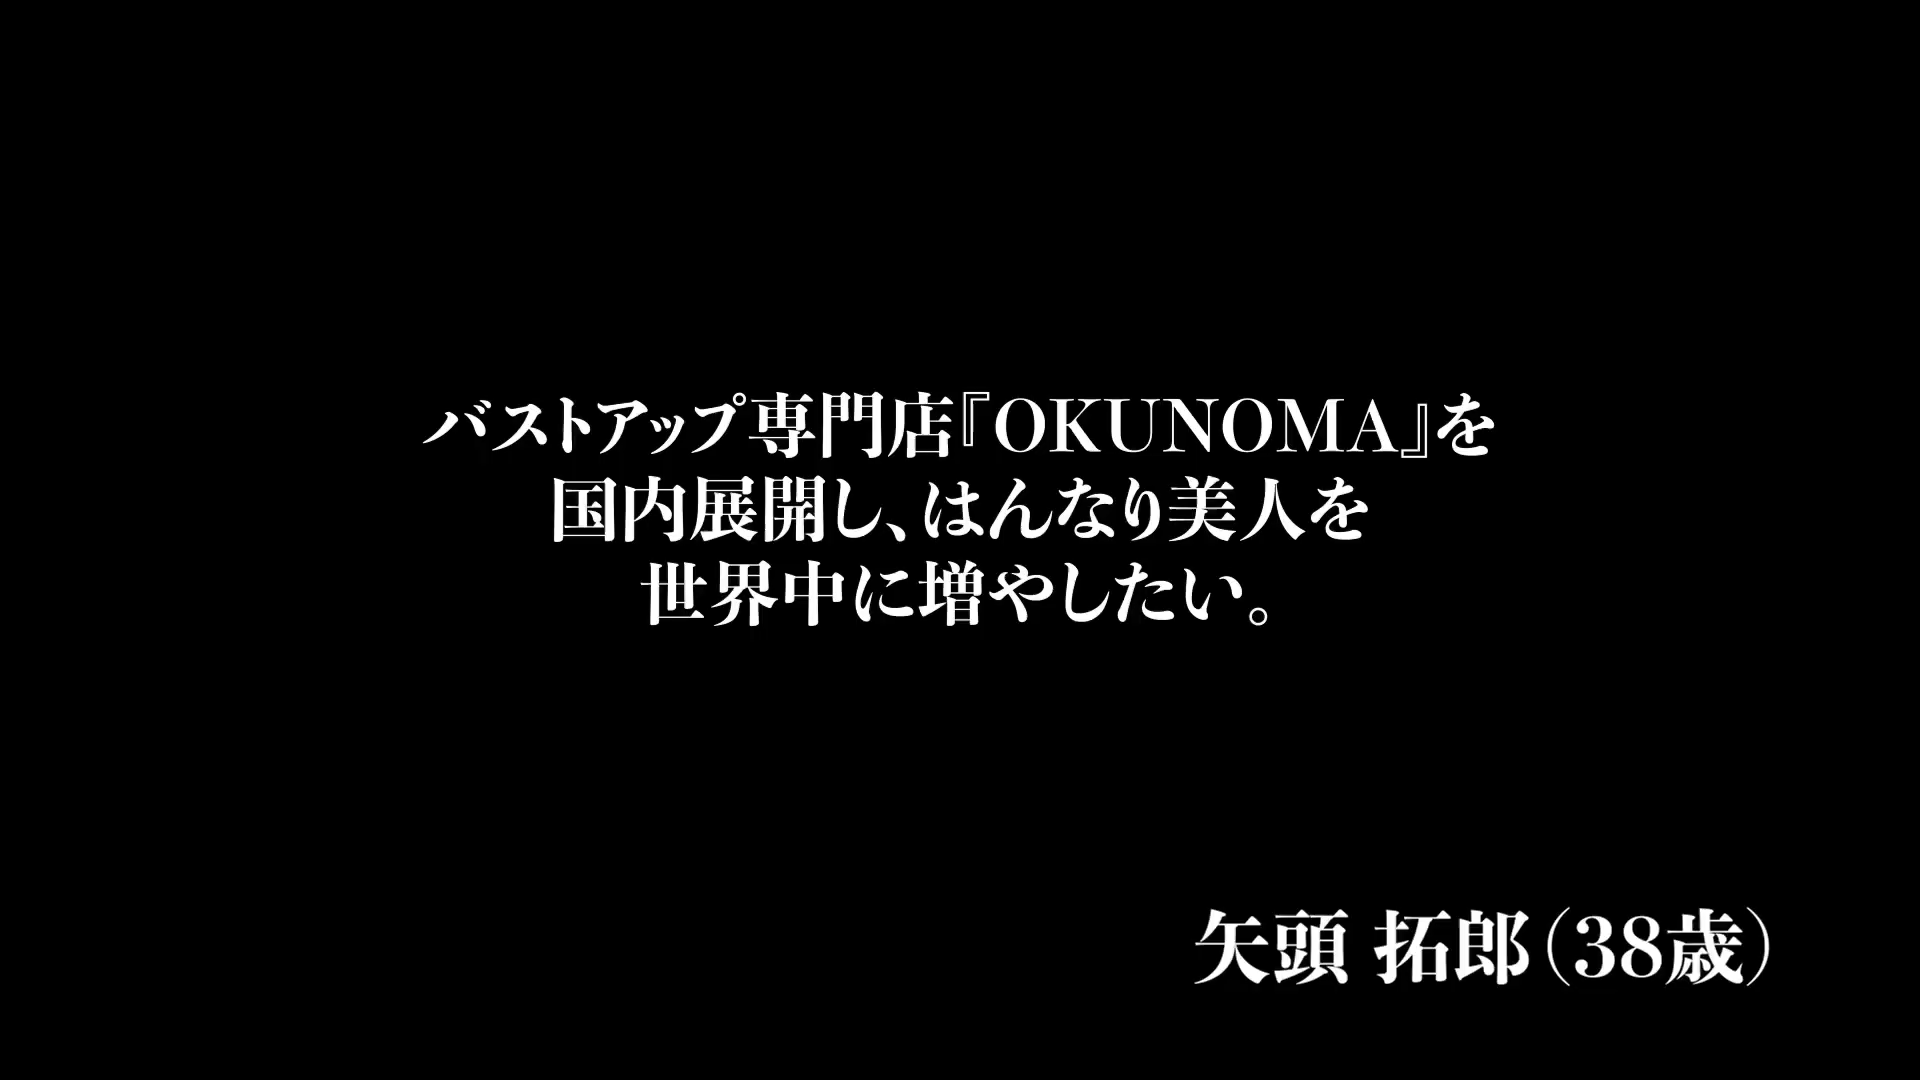 バストアップ専門店『OKUNOMA』を
国内展開し、はんなり美人を
世界中に増やしたい。
矢頭 拓郎（38歳）